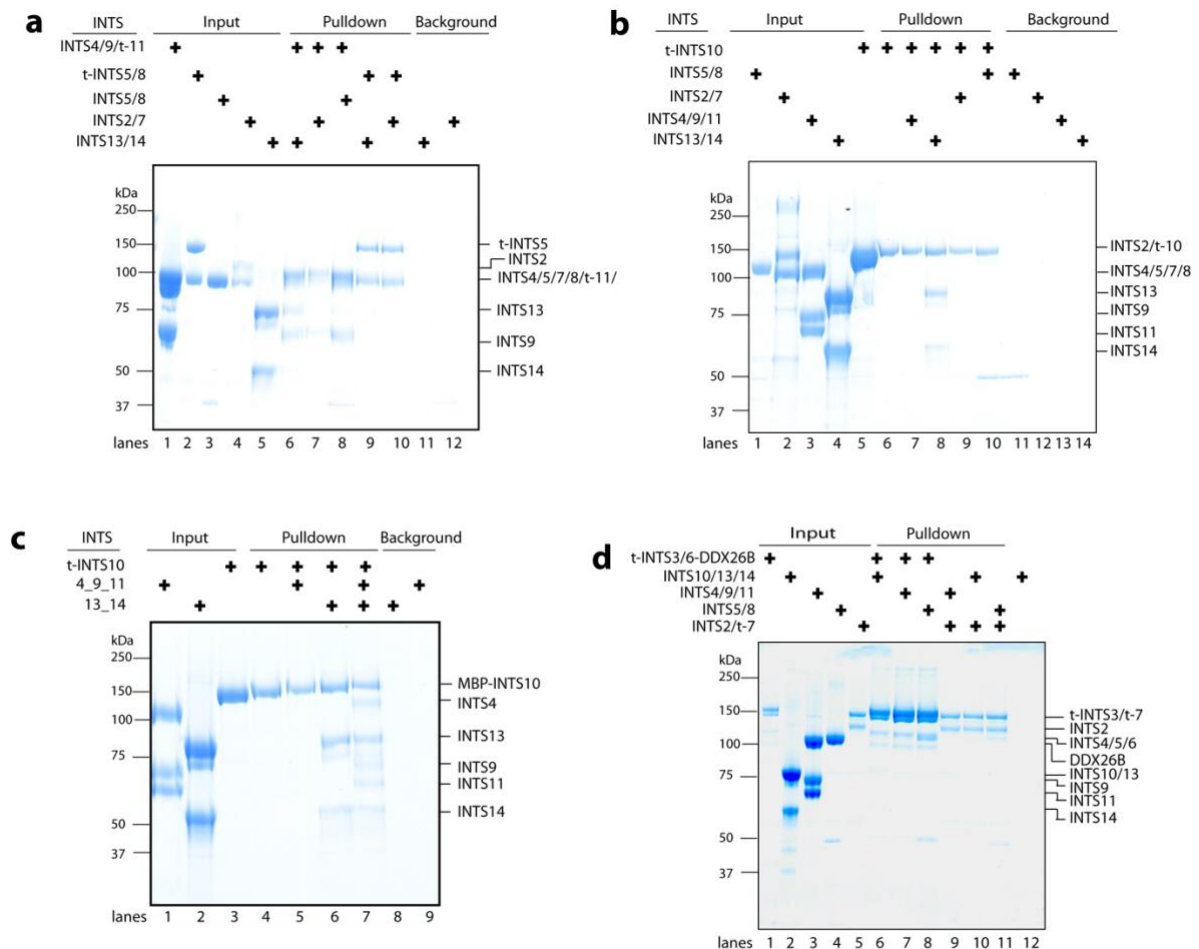 a
INTS Input Pulldown Background
INTS4/9/t-11 + + + +
t-INTS5/8 + + +
INTS5/8 + +
INTS2/7 + + + +
INTS13/14 + + + +
kDa
250
150
100
75
50
37
t-INTS5
INTS2
INTS4/5/7/8/t-11/
INTS13
INTS9
INTS14
lanes 1 2 3 4 5 6 7 8 9 10 11 12
b
INTS Input Pulldown Background
t-INTS10 + + + + + +
INTS5/8 + + +
INTS2/7 + + +
INTS4/9/11 + + +
INTS13/14 + + +
kDa
250
150
100
75
50
37
INTS2/t-10
INTS4/5/7/8
INTS13
INTS9
INTS11
INTS14
lanes 1 2 3 4 5 6 7 8 9 10 11 12 13 14
c
INTS Input Pulldown Background
t-INTS10 + + + + +
4_9_11 + + + +
13_14 + + + +
kDa
250
150
100
75
50
37
MBP-INTS10
INTS4
INTS13
INTS9
INTS11
INTS14
lanes 1 2 3 4 5 6 7 8 9
d
Input Pulldown
t-INTS3/6-DDX26B + + + +
INTS10/13/14 + + + +
INTS4/9/11 + + +
INTS5/8 + + +
INTS2/t-7 + + + +
kDa
250
150
100
75
50
37
t-INTS3/t-7
INTS2
INTS4/5/6
DDX26B
INTS10/13
INTS9
INTS11
INTS14
lanes 1 2 3 4 5 6 7 8 9 10 11 12